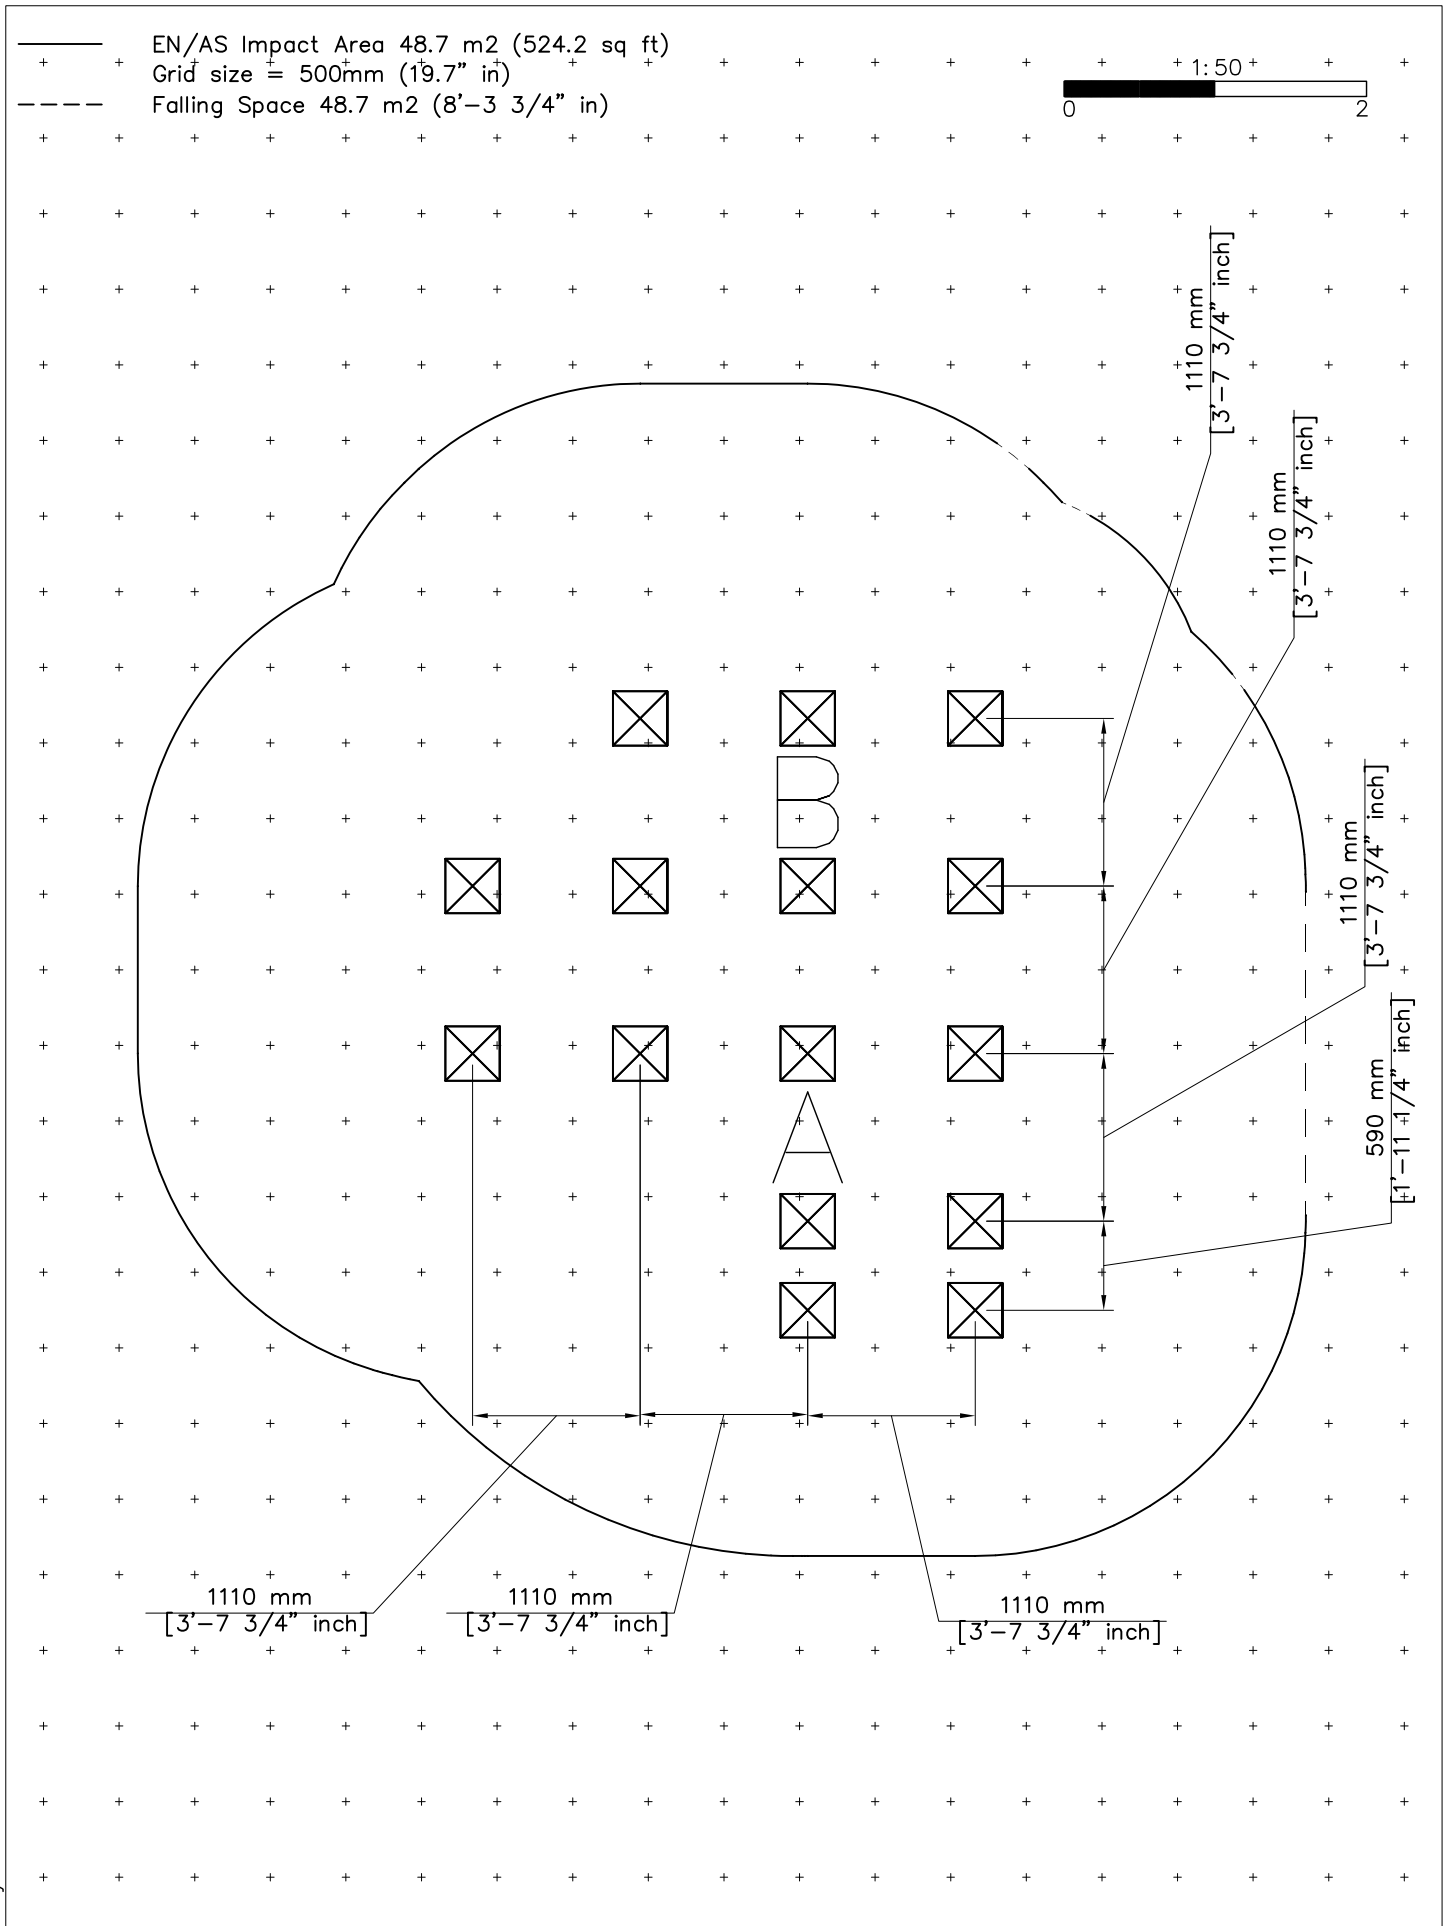 EN/AS Impact Area 48.7 m2 (524.2 sq ft)
Grid size = 500mm (19.7" in)
Falling Space 48.7 m2 (8'-3 3/4" in)
1:50
0 2
1110 mm
[3'-7 3/4" inch]
1110 mm
[3'-7 3/4" inch]
1110 mm
[3'-7 3/4" inch]
590 mm
[1'-11 1/4" inch]
B
A
1110 mm
[3'-7 3/4" inch]
1110 mm
[3'-7 3/4" inch]
1110 mm
[3'-7 3/4" inch]